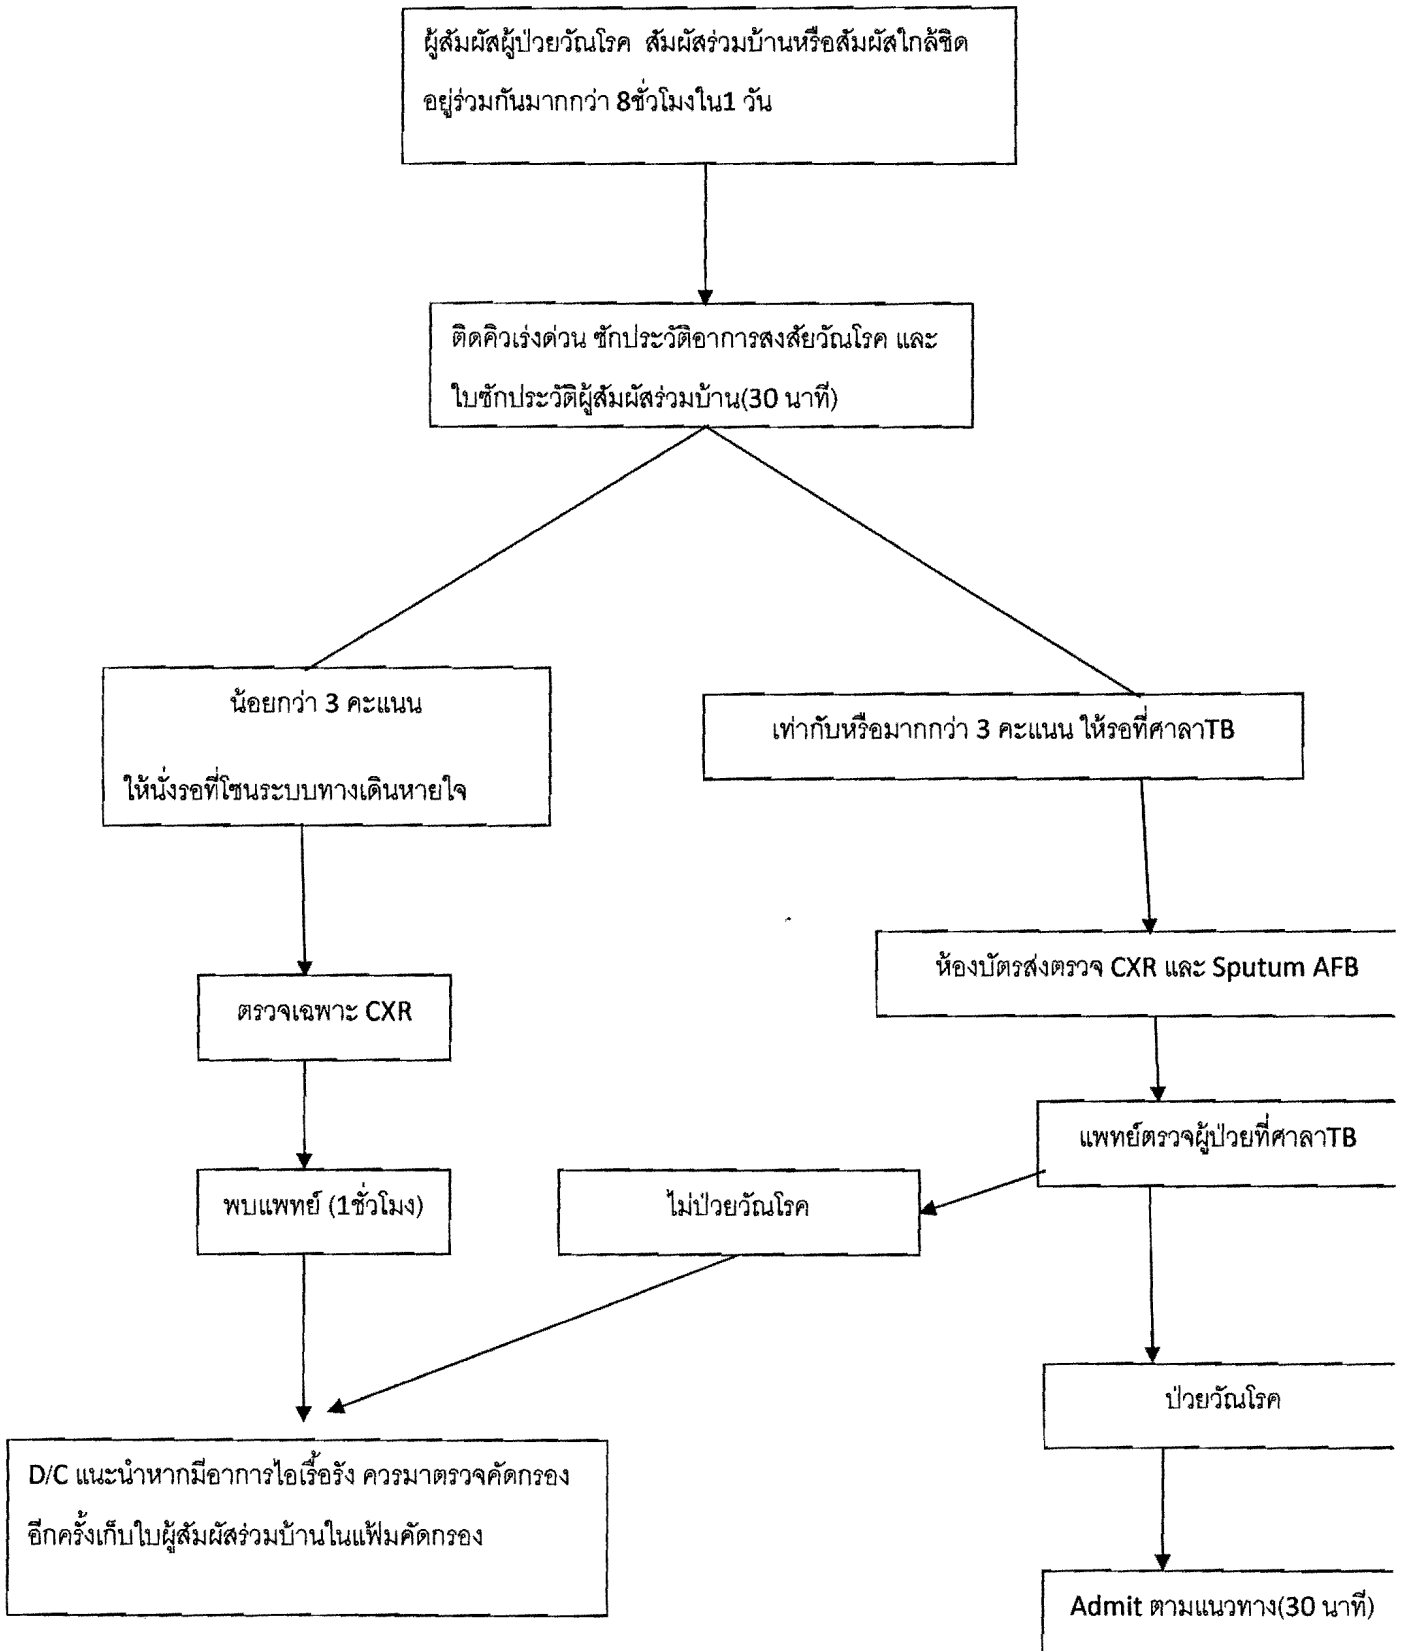 ผู้สัมผัสผู้ป่วยวัณโรค สัมผัสร่วมบ้านหรือสัมผัสใกล้ชิด
อยู่ร่วมกันมากกว่า 8ชั่วโมงใน1 วัน
ติดคิวเร่งด่วน ซักประวัติอาการสงสัยวัณโรค และ
ใบซักประวัติผู้สัมผัสร่วมบ้าน(30 นาที)
น้อยกว่า 3 คะแนน
ให้นั่งรอที่โซนระบบทางเดินหายใจ
เท่ากับหรือมากกว่า 3 คะแนน ให้รอที่ศาลาTB
ห้องบัตรส่งตรวจ CXR และ Sputum AFB
ตรวจเฉพาะ CXR
แพทย์ตรวจผู้ป่วยที่ศาลาTB
พบแพทย์ (1ชั่วโมง)
ไม่ป่วยวัณโรค
ป่วยวัณโรค
D/C แนะนำหากมีอาการไอเรื้อรัง ควรมาตรวจคัดกรอง
อีกครั้งเก็บใบผู้สัมผัสร่วมบ้านในแฟ้มคัดกรอง
Admit ตามแนวทาง(30 นาที)